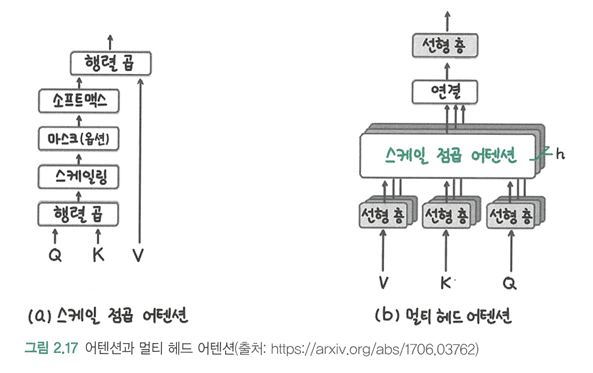 행렬 곱
소프트맥스
마스크(옵션)
스케일링
행렬 곱
Q K V
(a) 스케일 점곱 어텐션
선형 층
연결
스케일 점곱 어텐션
h
선형 층 선형 층 선형 층
V K Q
(b) 멀티 헤드 어텐션
그림 2.17 어텐션과 멀티 헤드 어텐션(출처: https://arxiv.org/abs/1706.03762)